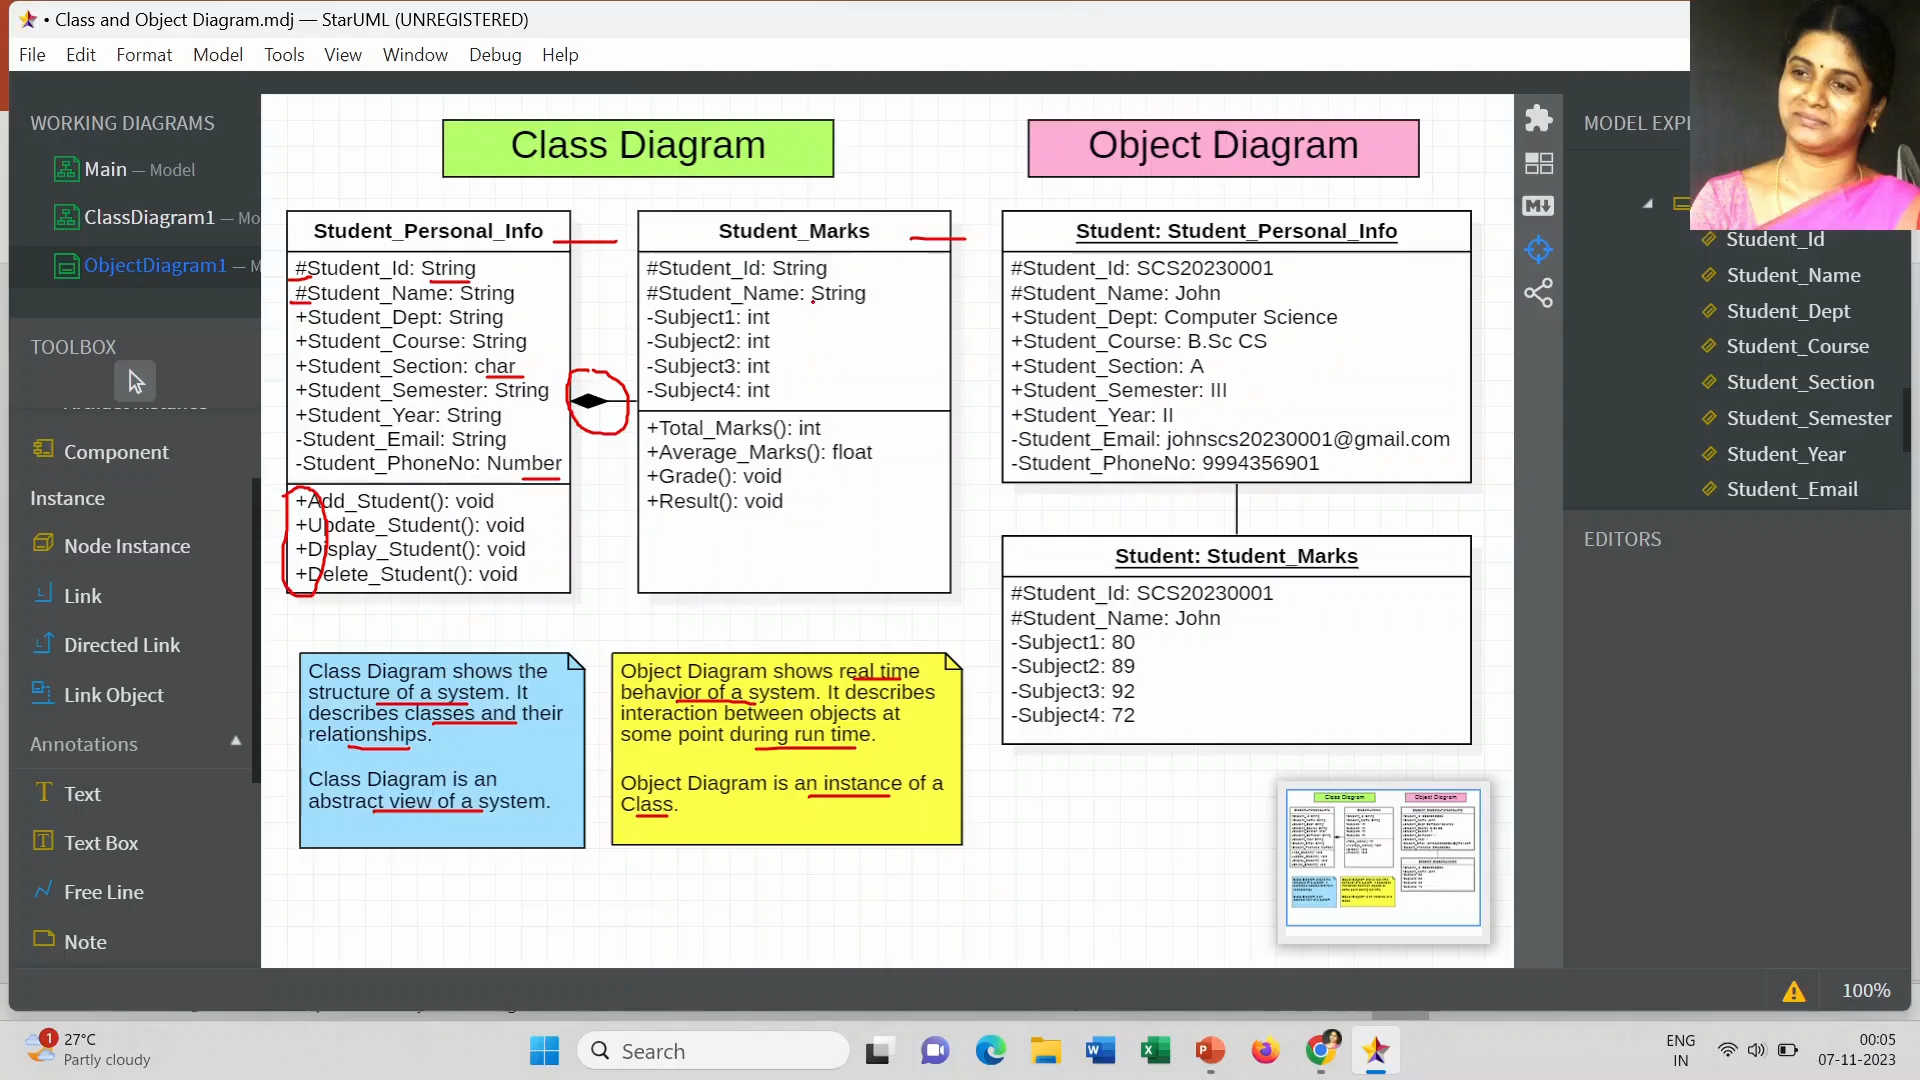 • Class and Object Diagram.mdj — StarUML (UNREGISTERED)
File Edit Format Model Tools View Window Debug Help
WORKING DIAGRAMS
Main — Model
ClassDiagram1 — Mo
ObjectDiagram1 — M
TOOLBOX
Component
Instance
Node Instance
Link
Directed Link
Link Object
Annotations
Text
Text Box
Free Line
Note
Class Diagram
Student_Personal_Info
#Student_Id: String
#Student_Name: String
+Student_Dept: String
+Student_Course: String
+Student_Section: char
+Student_Semester: String
+Student_Year: String
-Student_Email: String
-Student_PhoneNo: Number
+Add_Student(): void
+Update_Student(): void
+Display_Student(): void
+Delete_Student(): void
Student_Marks
#Student_Id: String
#Student_Name: String
-Subject1: int
-Subject2: int
-Subject3: int
-Subject4: int
+Total_Marks(): int
+Average_Marks(): float
+Grade(): void
+Result(): void
Class Diagram shows the
structure of a system. It
describes classes and their
relationships.
Class Diagram is an
abstract view of a system.
Object Diagram shows real time
behavior of a system. It describes
interaction between objects at
some point during run time.
Object Diagram is an instance of a
Class.
Object Diagram
Student: Student_Personal_Info
#Student_Id: SCS20230001
#Student_Name: John
+Student_Dept: Computer Science
+Student_Course: B.Sc CS
+Student_Section: A
+Student_Semester: III
+Student_Year: II
-Student_Email: johnscs20230001@gmail.com
-Student_PhoneNo: 9994356901
Student: Student_Marks
#Student_Id: SCS20230001
#Student_Name: John
-Subject1: 80
-Subject2: 89
-Subject3: 92
-Subject4: 72
Class Diagram
Object Diagram
M↓
MODEL EXPL
Student_Id
Student_Name
Student_Dept
Student_Course
Student_Section
Student_Semester
Student_Year
Student_Email
EDITORS
100%
1
27°C
Partly cloudy
Search
ENG
IN
00:05
07-11-2023